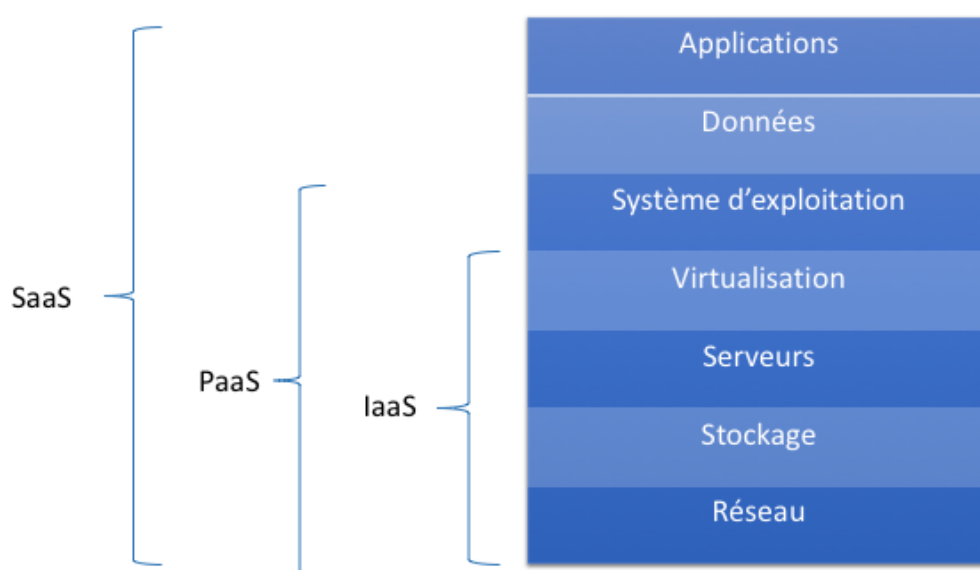 Applications
Données
Système d’exploitation
Virtualisation
SaaS
Serveurs
PaaS
IaaS
Stockage
Réseau